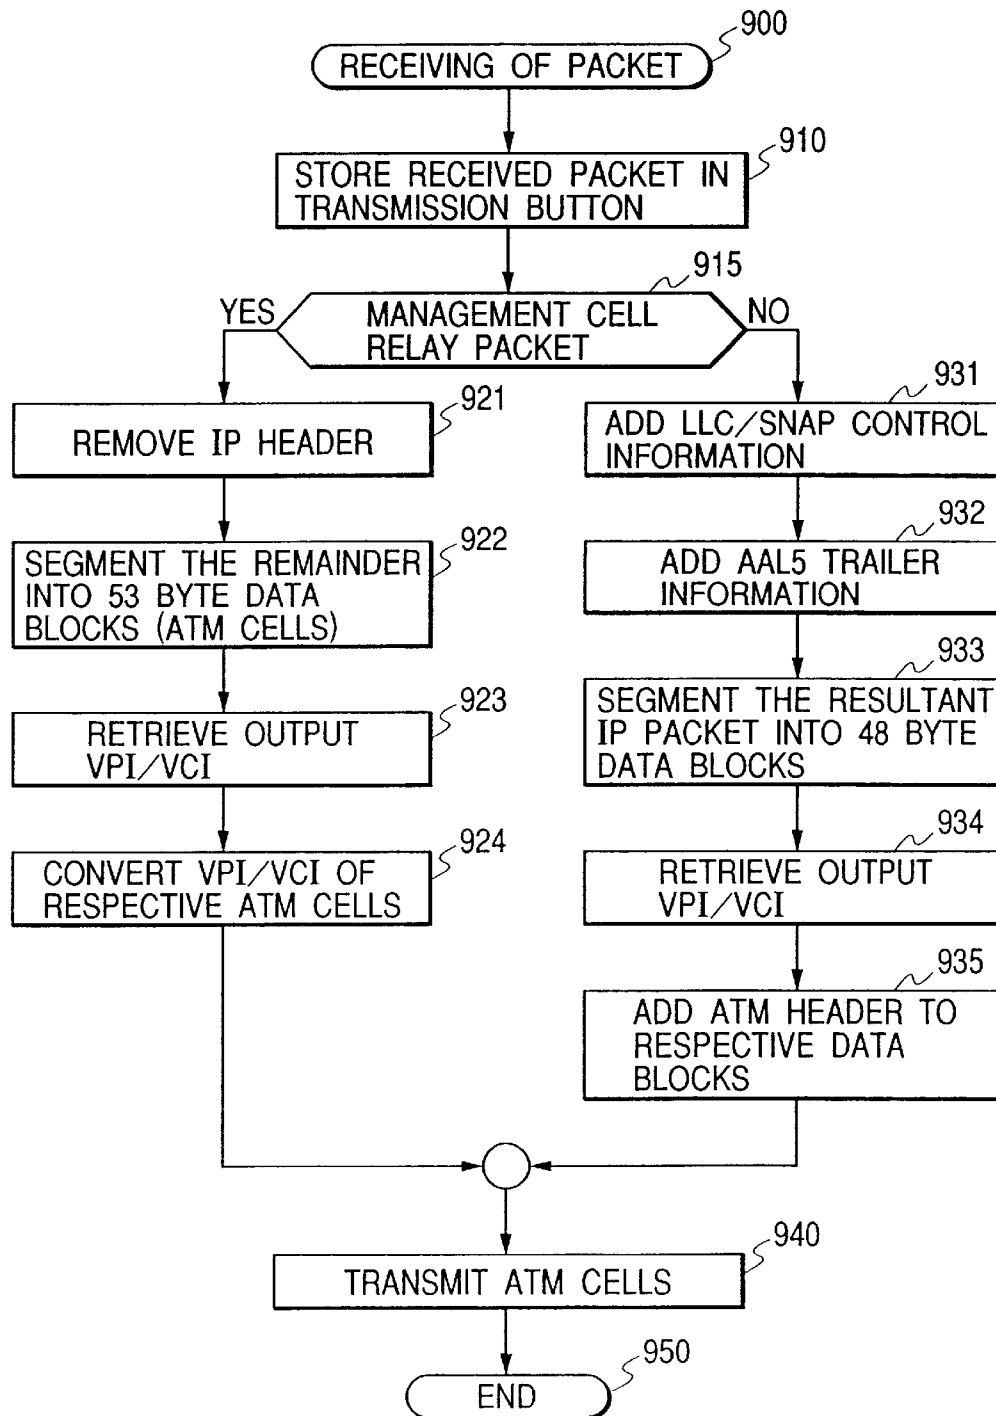 900
RECEIVING OF PACKET
910
STORE RECEIVED PACKET IN
TRANSMISSION BUTTON
915
YES
MANAGEMENT CELL
RELAY PACKET
NO
921
REMOVE IP HEADER
922
SEGMENT THE REMAINDER
INTO 53 BYTE DATA
BLOCKS (ATM CELLS)
923
RETRIEVE OUTPUT
VPI/VCI
924
CONVERT VPI/VCI OF
RESPECTIVE ATM CELLS
931
ADD LLC/SNAP CONTROL
INFORMATION
932
ADD AAL5 TRAILER
INFORMATION
933
SEGMENT THE RESULTANT
IP PACKET INTO 48 BYTE
DATA BLOCKS
934
RETRIEVE OUTPUT
VPI/VCI
935
ADD ATM HEADER TO
RESPECTIVE DATA
BLOCKS
940
TRANSMIT ATM CELLS
950
END